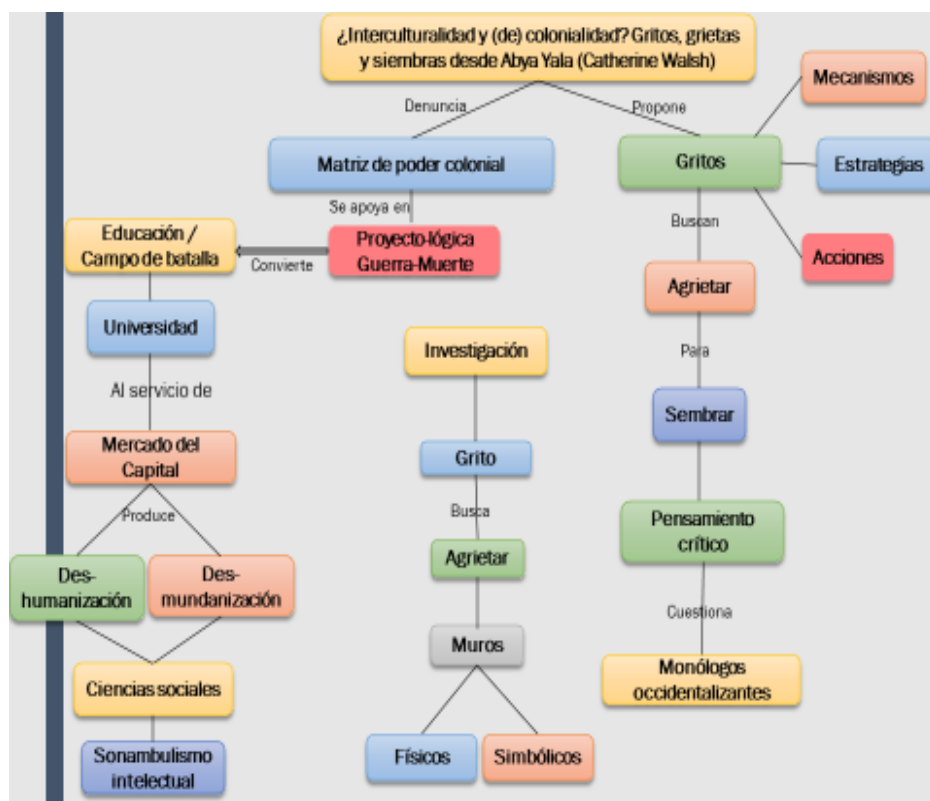 ¿Interculturalidad y (de) colonialidad? Gritos, grietas
y siembras desde Abya Yala (Catherine Walsh)
Denuncia
Propone
Mecanismos
Matriz de poder colonial
Gritos
Estrategias
Se apoya en
Buscan
Educación /
Campo de batalla
Convierte
Proyecto-lógica
Guerra-Muerte
Acciones
Agrietar
Universidad
Investigación
Para
Al servicio de
Sembrar
Mercado del
Capital
Grito
Produce
Busca
Pensamiento
crítico
Agrietar
Des-
humanización
Des-
mundanización
Cuestiona
Muros
Monólogos
occidentalizantes
Ciencias sociales
Sonambulismo
intelectual
Físicos
Simbólicos